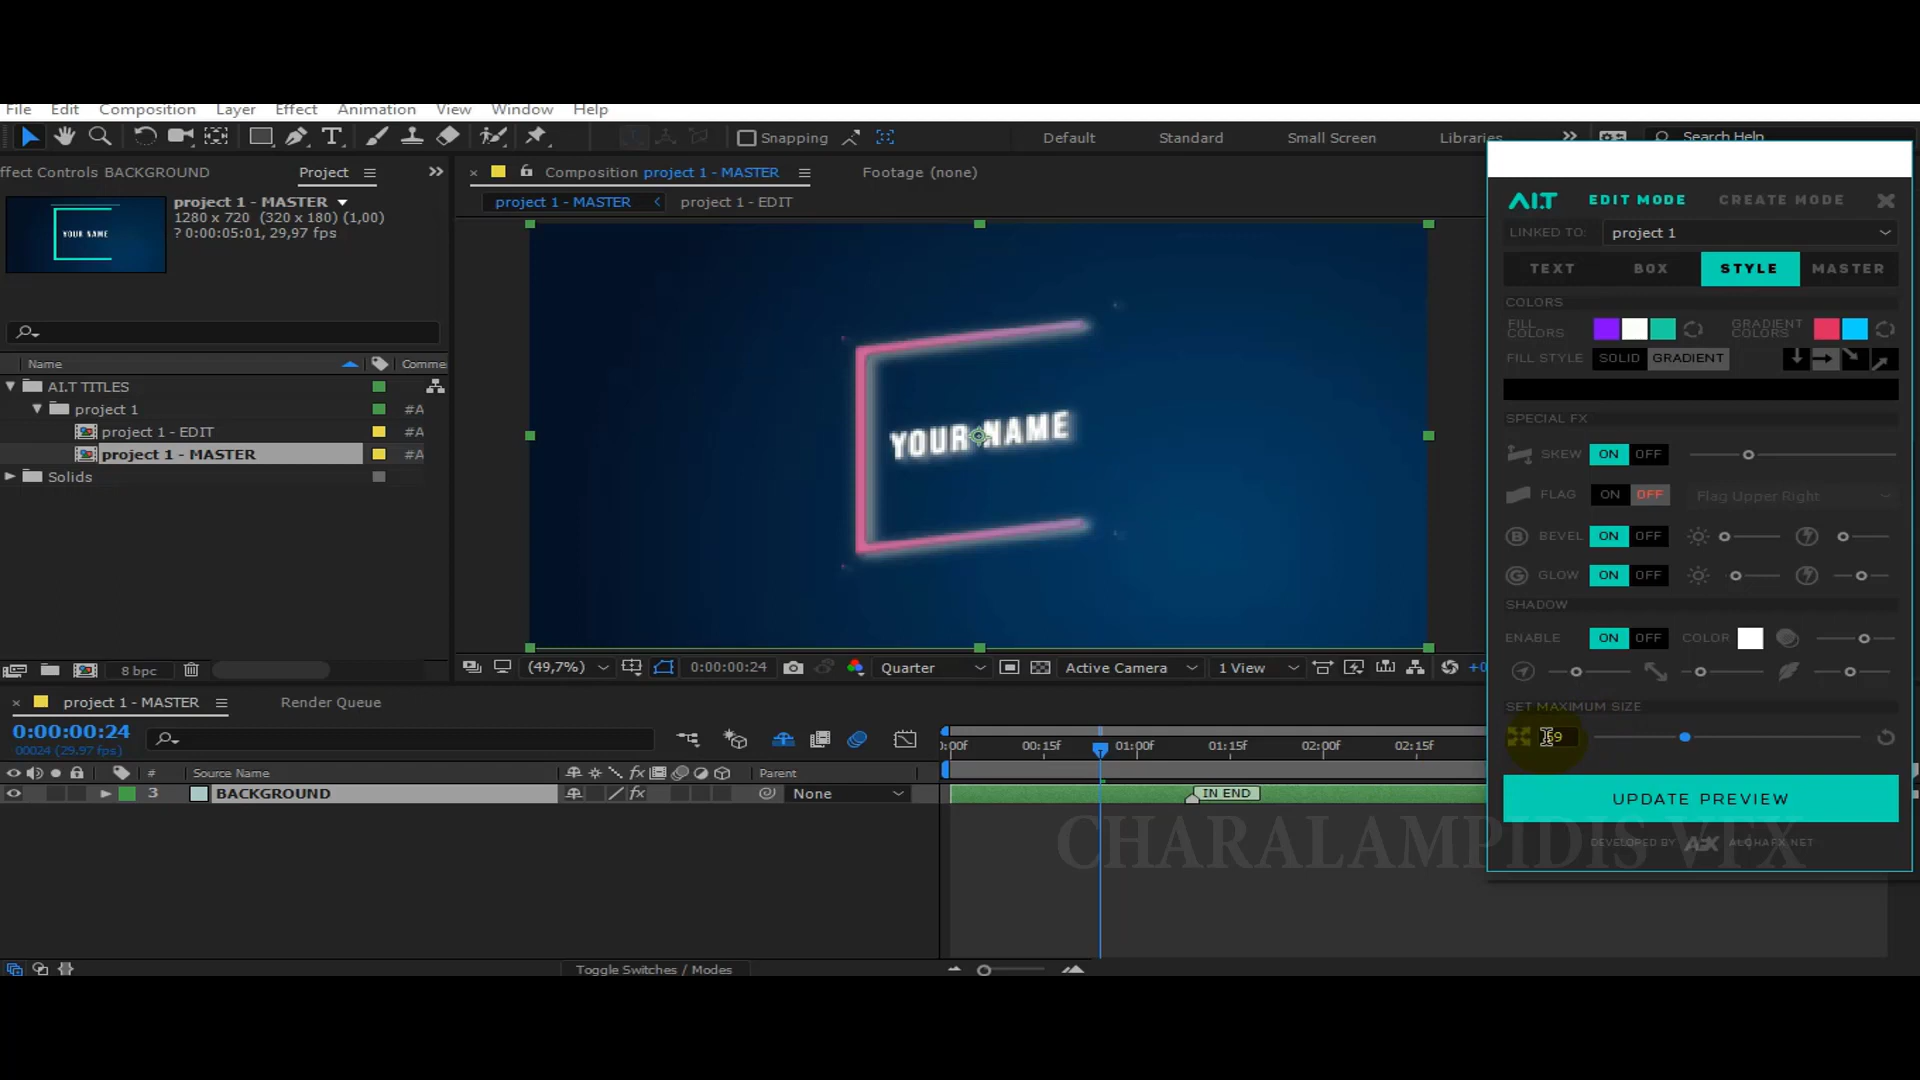 File Edit Composition Layer Effect Animation View Window Help
Snapping Default Standard Small Screen Libraries Search Help
ffect Controls BACKGROUND Project
Composition project 1 - MASTER Footage (none)
project 1 - MASTER project 1 - EDIT
project 1 - MASTER
1280 x 720 (320 x 180) (1,00)
? 0:00:05:01, 29,97 fps
YOUR NAME
Name Comme
AI.T TITLES
project 1 #A
project 1 - EDIT #A
project 1 - MASTER #A
Solids
8 bpc
YOUR NAME
(49,7%) 0:00:00:24 Quarter Active Camera 1 View +0
AI.T EDIT MODE CREATE MODE
LINKED TO: project 1
TEXT BOX STYLE MASTER
COLORS
FILL COLORS GRADIENT COLORS
FILL STYLE SOLID GRADIENT
SPECIAL FX
SKEW ON OFF
FLAG ON OFF Flag Upper Right
B BEVEL ON OFF
G GLOW ON OFF
SHADOW
ENABLE ON OFF COLOR
SET MAXIMUM SIZE
UPDATE PREVIEW
DEVELOPED BY AEX
project 1 - MASTER Render Queue
0:00:00:24
00024 (29.97 fps)
:00f 00:15f 01:00f 01:15f 02:00f 02:15f
# Source Name fx Parent
3 BACKGROUND fx None
IN END
CHARALAMPIDIS VFX
Toggle Switches / Modes